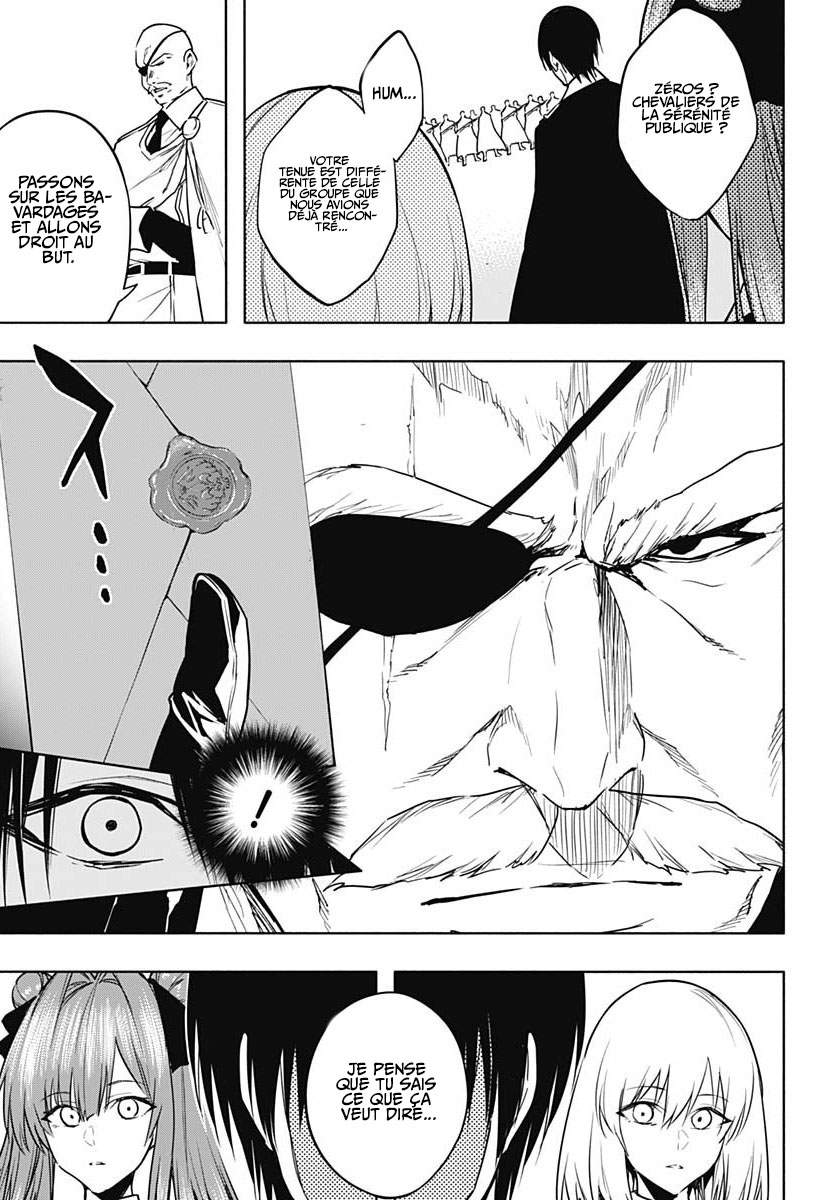 ZÉROS ?
CHEVALIERS DE
LA SÉRÉNITÉ
PUBLIQUE ?
HUM...
VOTRE
TENUE EST DIFFÉ-
RENTE DE CELLE
DU GROUPE QUE
NOUS AVIONS
DÉJÀ RENCON-
TRÉ...
PASSONS
SUR LES BA-
VARDAGES
ET ALLONS
DROIT AU
BUT.
!
JE PENSE
QUE TU SAIS
CE QUE ÇA
VEUT DIRE...